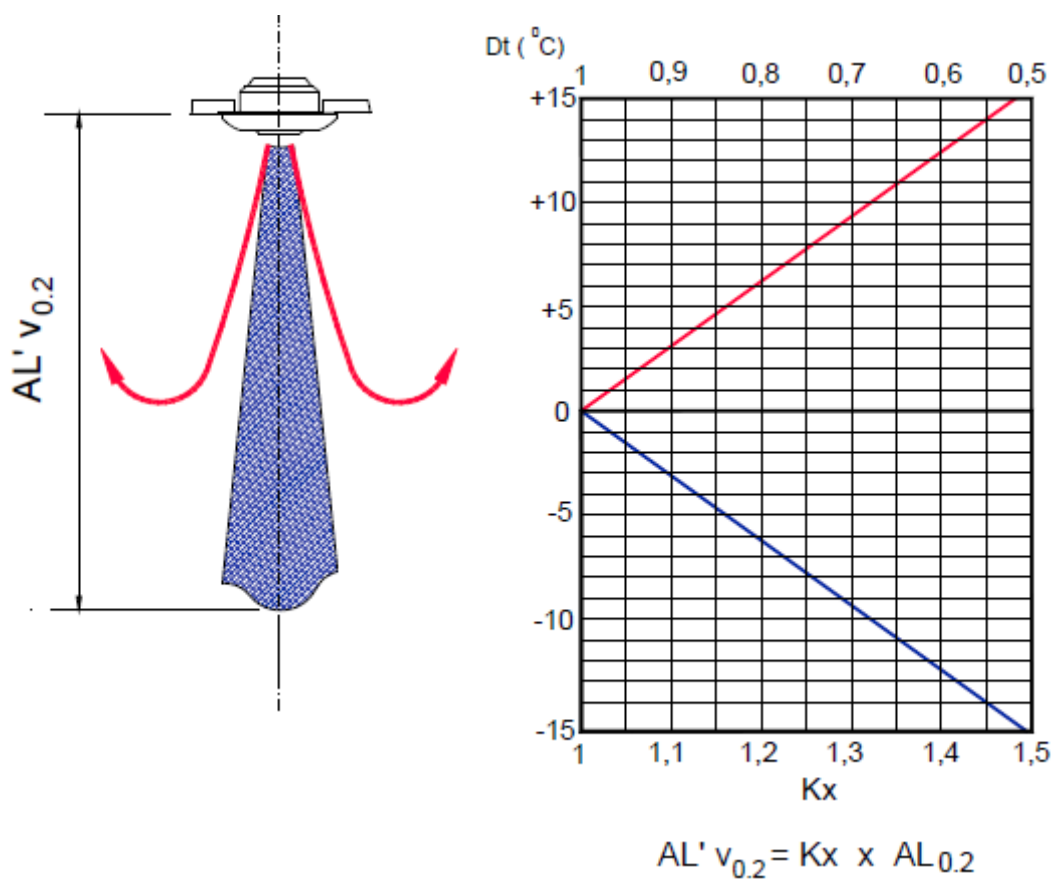 Dt (°C)
1 0,9 0,8 0,7 0,6 0,5
+15
+10
+5
0
-5
-10
-15
1 1,1 1,2 1,3 1,4 1,5
Kx
AL' v0.2
AL' v0.2 = Kx x AL0.2